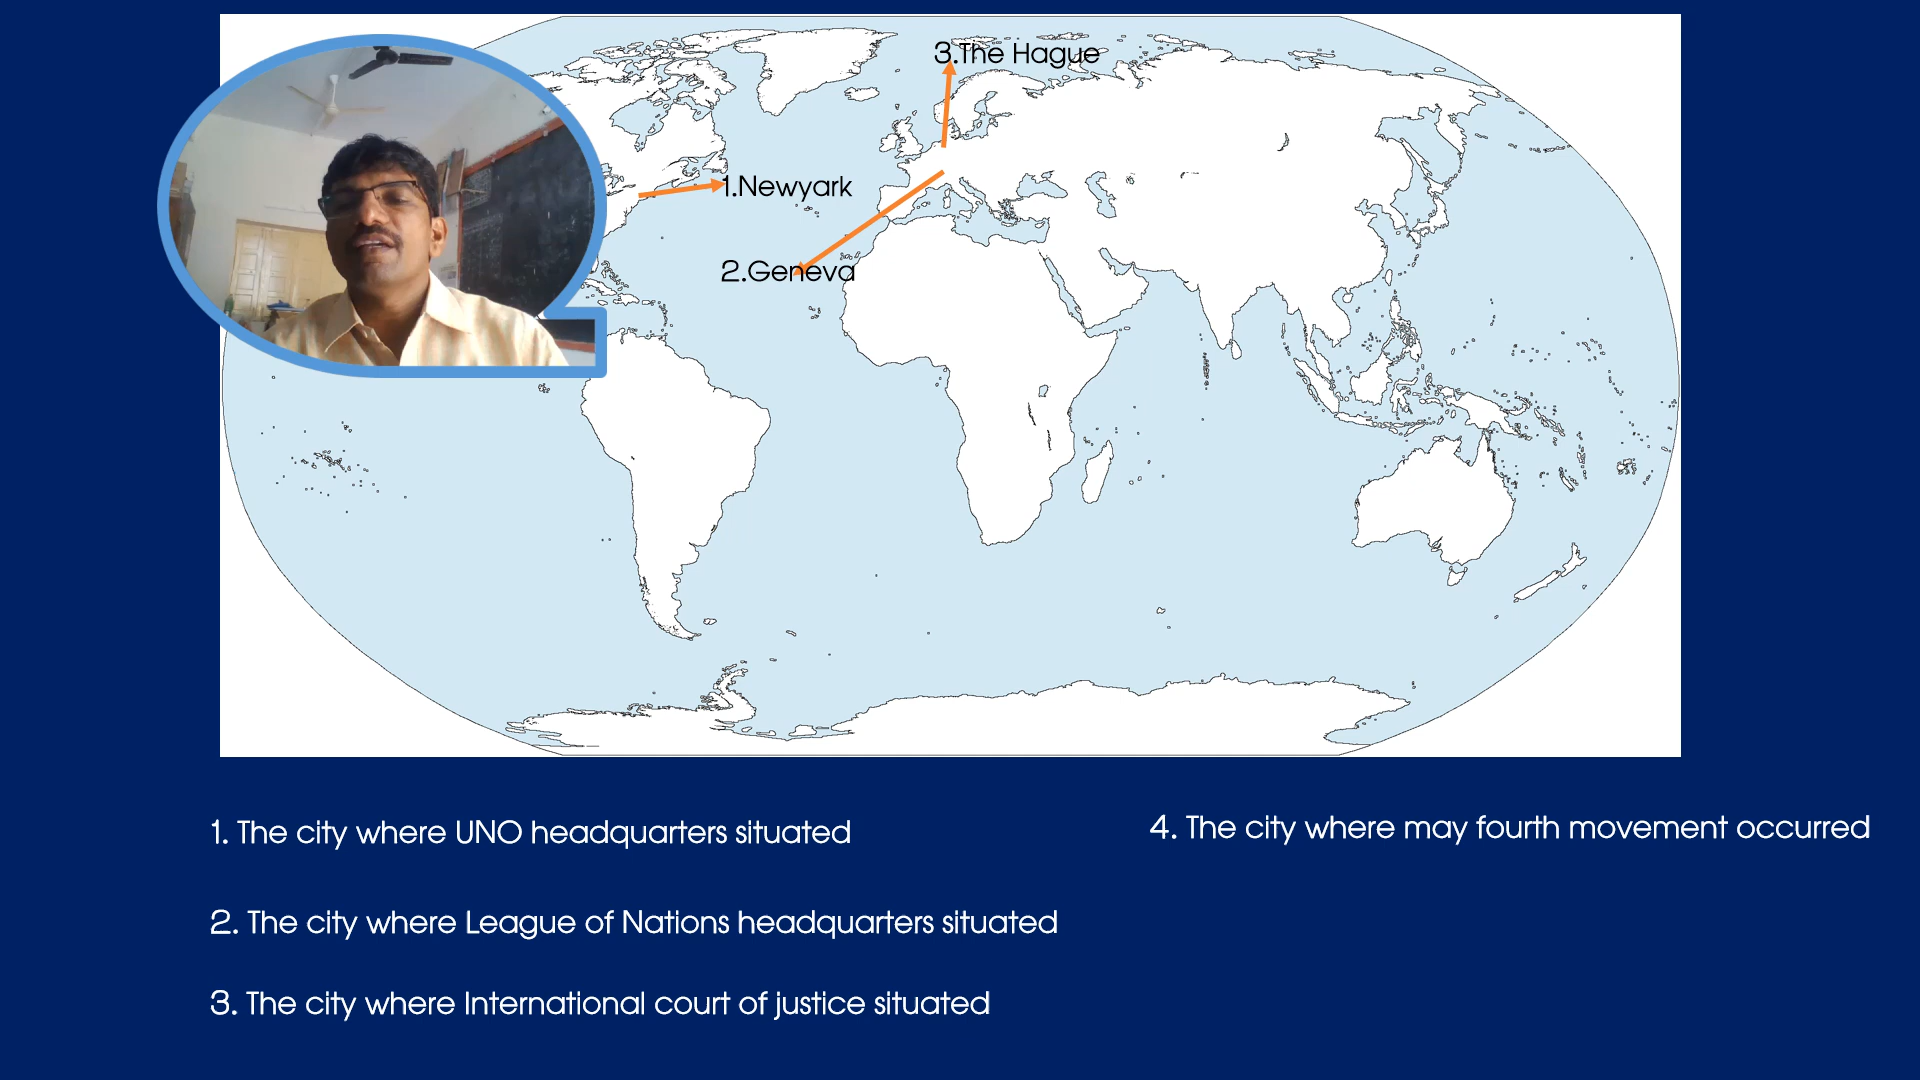 3.The Hague
1.Newyark
2.Geneva
1. The city where UNO headquarters situated
4. The city where may fourth movement occurred
2. The city where League of Nations headquarters situated
3. The city where International court of justice situated